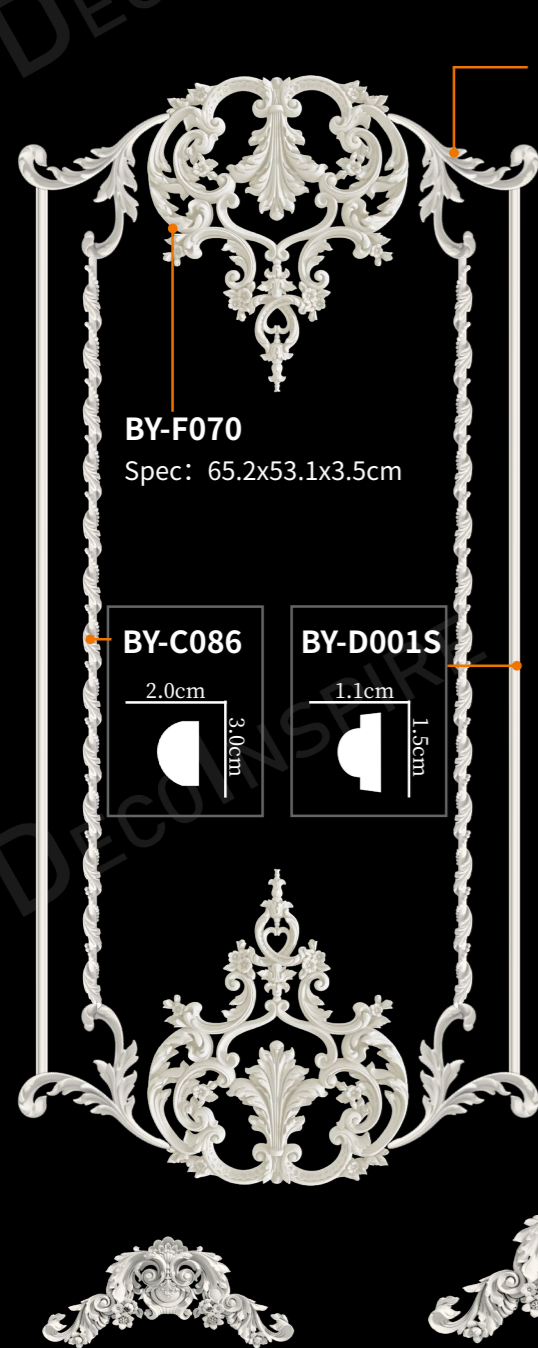 DECO
BY-F070
Spec：65.2x53.1x3.5cm
BY-C086
2.0cm
3.0cm
BY-D001S
1.1cm
1.5cm
DECOINSPIRE